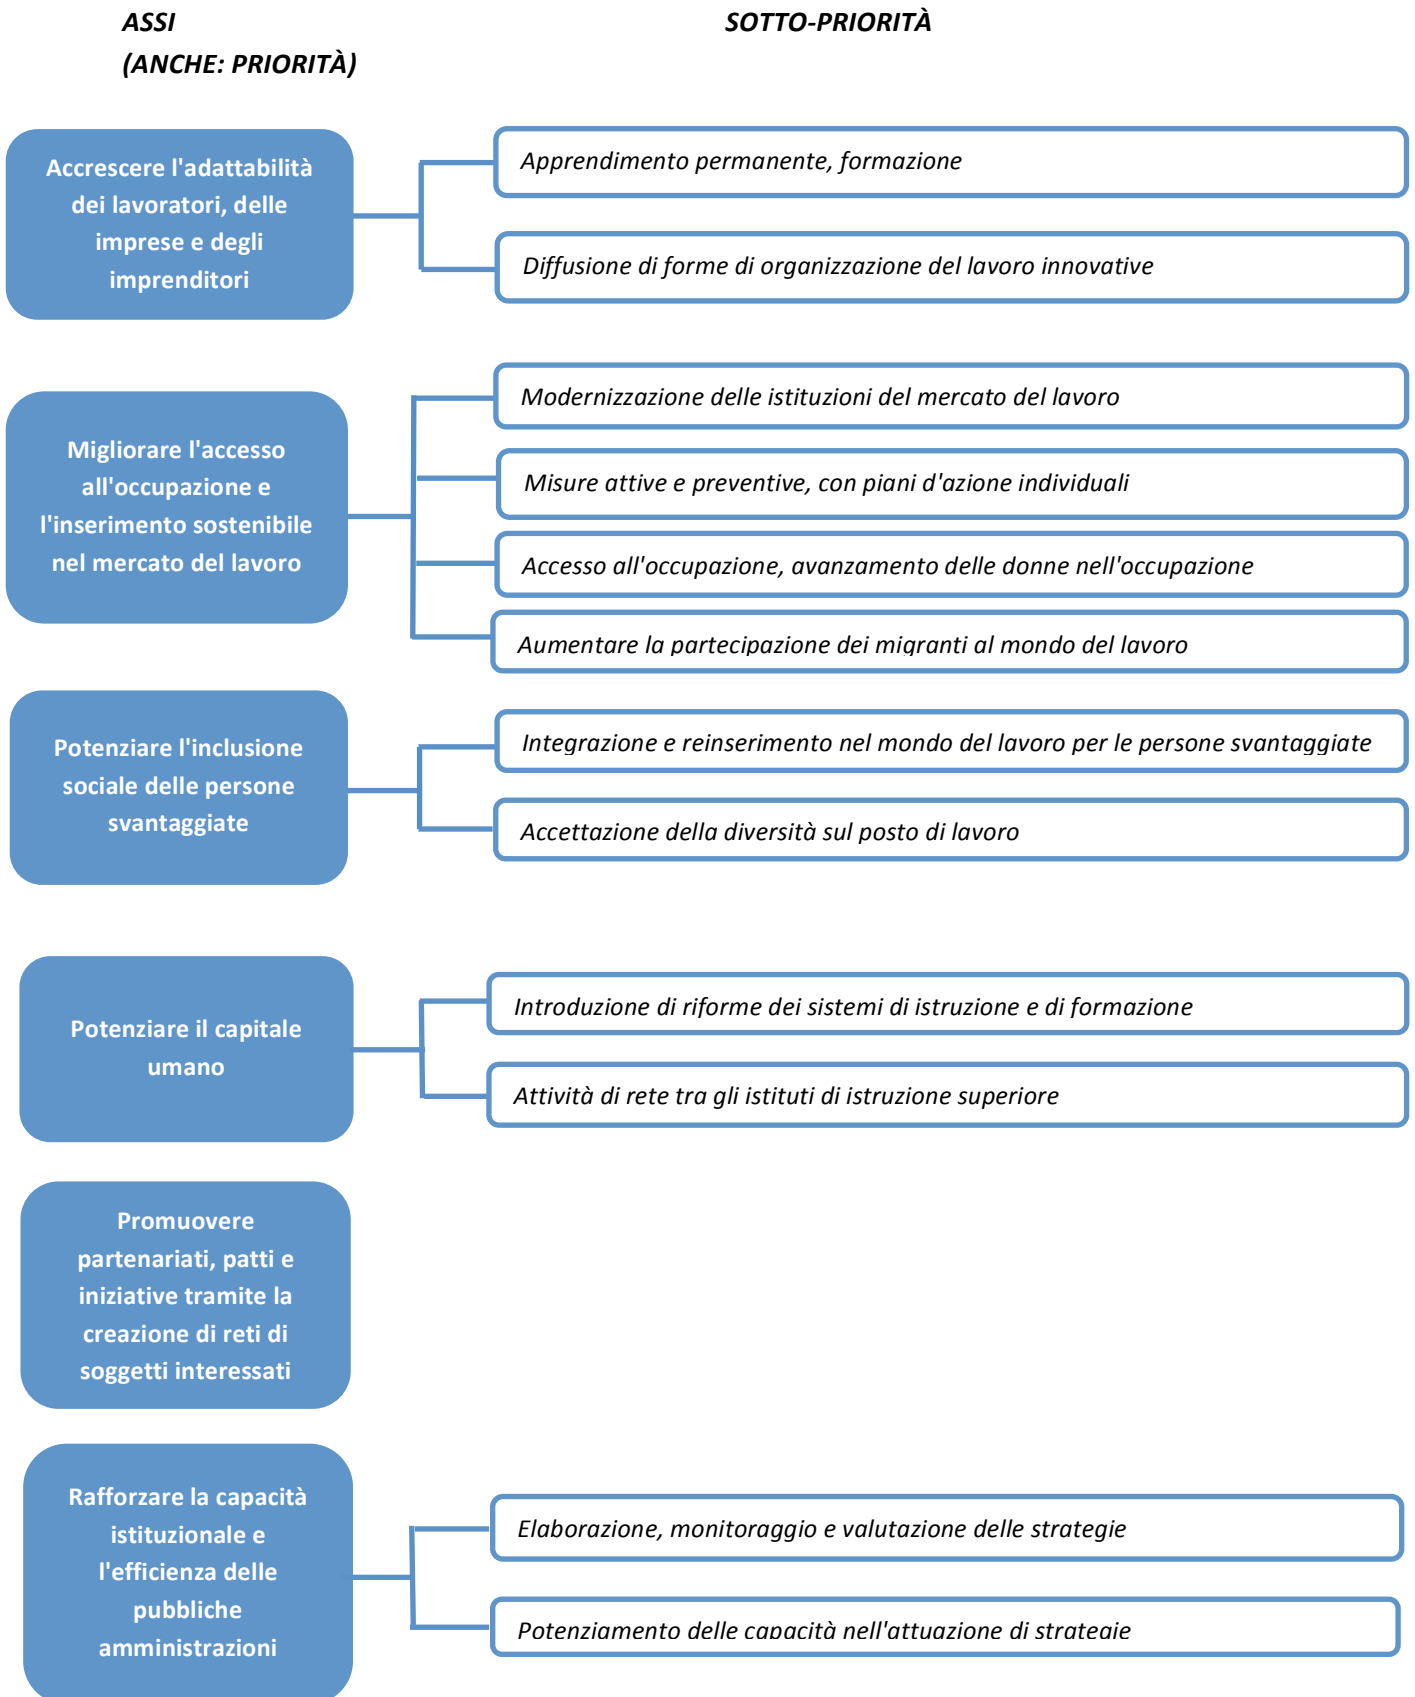 ASSI
(ANCHE: PRIORITÀ)
SOTTO-PRIORITÀ
Accrescere l'adattabilità
dei lavoratori, delle
imprese e degli
imprenditori
Apprendimento permanente, formazione
Diffusione di forme di organizzazione del lavoro innovative
Migliorare l'accesso
all'occupazione e
l'inserimento sostenibile
nel mercato del lavoro
Modernizzazione delle istituzioni del mercato del lavoro
Misure attive e preventive, con piani d'azione individuali
Accesso all'occupazione, avanzamento delle donne nell'occupazione
Aumentare la partecipazione dei migranti al mondo del lavoro
Potenziare l'inclusione
sociale delle persone
svantaggiate
Integrazione e reinserimento nel mondo del lavoro per le persone svantaggiate
Accettazione della diversità sul posto di lavoro
Potenziare il capitale
umano
Introduzione di riforme dei sistemi di istruzione e di formazione
Attività di rete tra gli istituti di istruzione superiore
Promuovere
partenariati, patti e
iniziative tramite la
creazione di reti di
soggetti interessati
Rafforzare la capacità
istituzionale e
l'efficienza delle
pubbliche
amministrazioni
Elaborazione, monitoraggio e valutazione delle strategie
Potenziamento delle capacità nell'attuazione di strategie